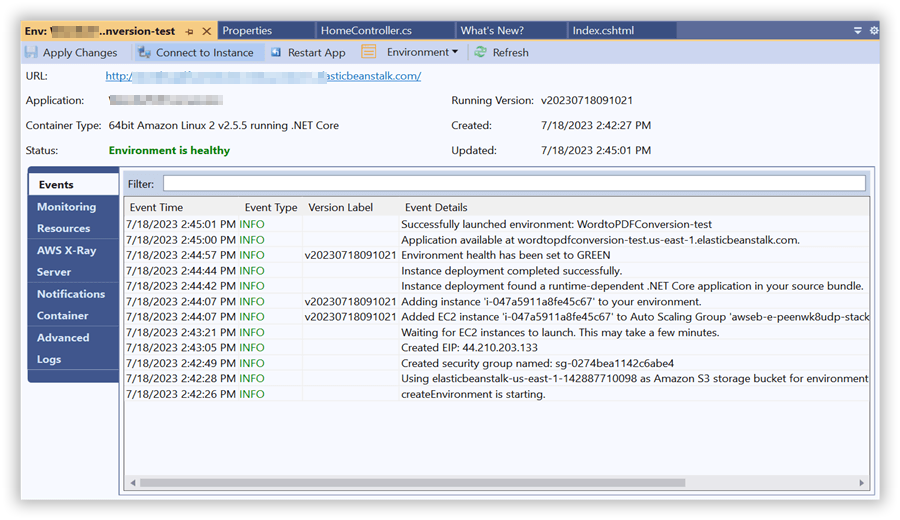 Env: ..nversion-test
Properties
HomeController.cs
What's New?
Index.cshtml
Apply Changes
Connect to Instance
Restart App
Environment
Refresh
URL: http: elasticbeanstalk.com/
Application:
Running Version: v20230718091021
Container Type: 64bit Amazon Linux 2 v2.5.5 running .NET Core
Created: 7/18/2023 2:42:27 PM
Status: Environment is healthy
Updated: 7/18/2023 2:45:01 PM
Events
Monitoring
Resources
AWS X-Ray
Server
Notifications
Container
Advanced
Logs
Filter:
Event Time Event Type Version Label Event Details
7/18/2023 2:45:01 PM INFO Successfully launched environment: WordtoPDFConversion-test
7/18/2023 2:45:00 PM INFO Application available at wordtopdfconversion-test.us-east-1.elasticbeanstalk.com.
7/18/2023 2:44:57 PM INFO v20230718091021 Environment health has been set to GREEN
7/18/2023 2:44:44 PM INFO Instance deployment completed successfully.
7/18/2023 2:44:42 PM INFO Instance deployment found a runtime-dependent .NET Core application in your source bundle.
7/18/2023 2:44:07 PM INFO v20230718091021 Adding instance 'i-047a5911a8fe45c67' to your environment.
7/18/2023 2:44:07 PM INFO v20230718091021 Added EC2 instance 'i-047a5911a8fe45c67' to Auto Scaling Group 'awseb-e-peenwk8udp-stack
7/18/2023 2:43:21 PM INFO Waiting for EC2 instances to launch. This may take a few minutes.
7/18/2023 2:43:05 PM INFO Created EIP: 44.210.203.133
7/18/2023 2:42:49 PM INFO Created security group named: sg-0274bea1142c6abe4
7/18/2023 2:42:28 PM INFO Using elasticbeanstalk-us-east-1-142887710098 as Amazon S3 storage bucket for environment
7/18/2023 2:42:26 PM INFO createEnvironment is starting.